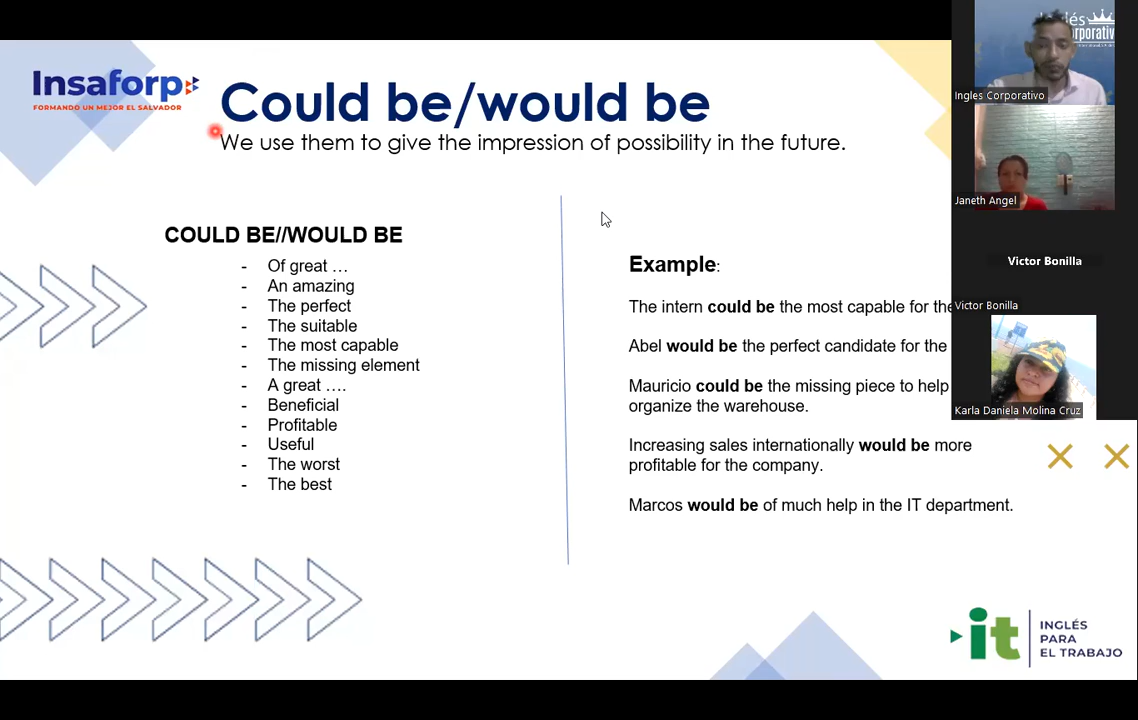 Insaforp
FORMANDO UN MEJOR EL SALVADOR
Could be/would be
We use them to give the impression of possibility in the future.
COULD BE//WOULD BE
- Of great …
- An amazing
- The perfect
- The suitable
- The most capable
- The missing element
- A great ….
- Beneficial
- Profitable
- Useful
- The worst
- The best
Example:
The intern could be the most capable for the
Abel would be the perfect candidate for the
Mauricio could be the missing piece to help
organize the warehouse.
Increasing sales internationally would be more
profitable for the company.
Marcos would be of much help in the IT department.
Ingles Corporativo
Janeth Angel
Victor Bonilla
Victor Bonilla
Karla Daniela Molina Cruz
it
INGLÉS
PARA
EL TRABAJO